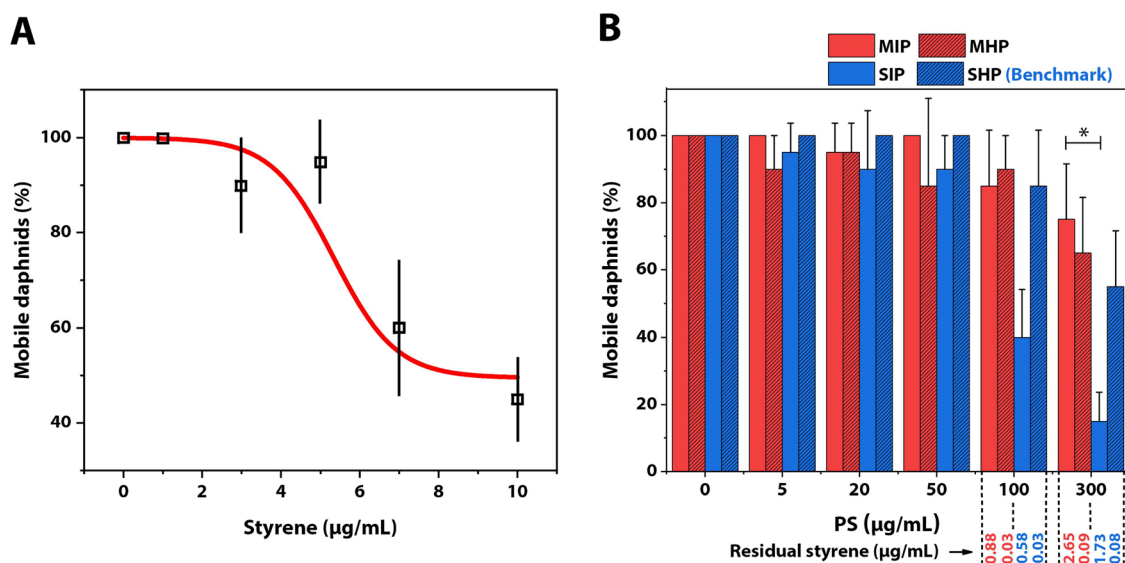 A
100
80
60
40
0 2 4 6 8 10
Mobile daphnids (%)
Styrene (µg/mL)
B
MIP MHP
SIP SHP (Benchmark)
*
100
80
60
40
20
0
0 5 20 50 100 300
Mobile daphnids (%)
PS (µg/mL)
Residual styrene (µg/mL)
0.88
0.03
0.58
0.03
2.65
0.09
1.73
0.08